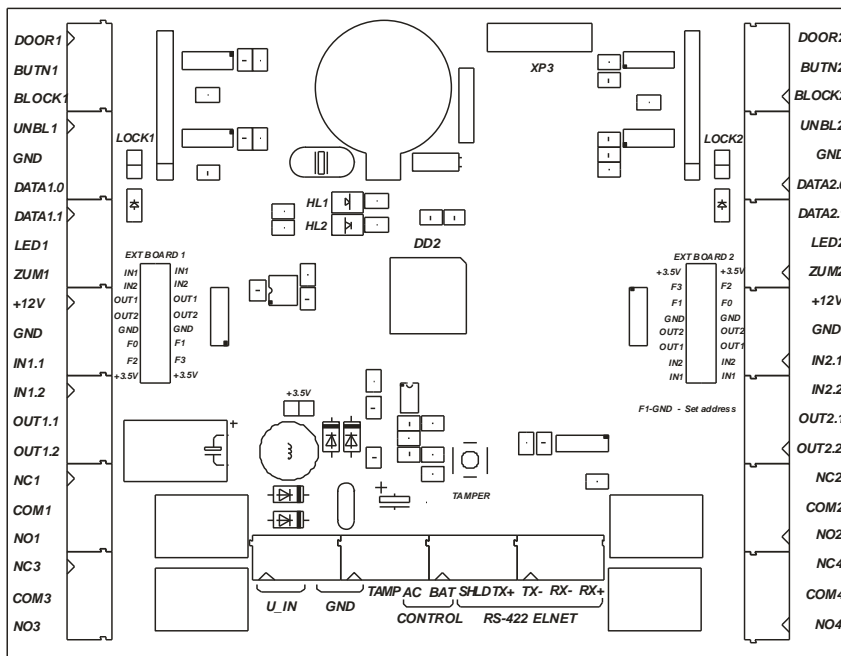 DOOR1
BUTN1
BLOCK1
UNBL1
GND
DATA1.0
DATA1.1
LED1
ZUM1
+12V
GND
IN1.1
IN1.2
OUT1.1
OUT1.2
NC1
COM1
NO1
NC3
COM3
NO3
LOCK1
EXT BOARD 1
IN1 IN1
IN2 IN2
OUT1 OUT1
OUT2 OUT2
GND GND
F0 F1
F2 F3
+3.5V +3.5V
XP3
HL1
HL2
DD2
+3.5V
TAMPER
LOCK2
EXT BOARD 2
+3.5V +3.5V
F3 F2
F1 F0
GND GND
OUT2 OUT2
OUT1 OUT1
IN2 IN2
IN1 IN1
F1-GND - Set address
U_IN GND TAMP AC BAT SHLD TX+ TX- RX- RX+
CONTROL RS-422 ELNET
BUTN2
BLOCK2
UNBL2
GND
LED2
ZUM2
+12V
GND
IN2.1
IN2.2
OUT2.1
OUT2.2
NC2
COM2
NO2
NC4
COM4
NO4